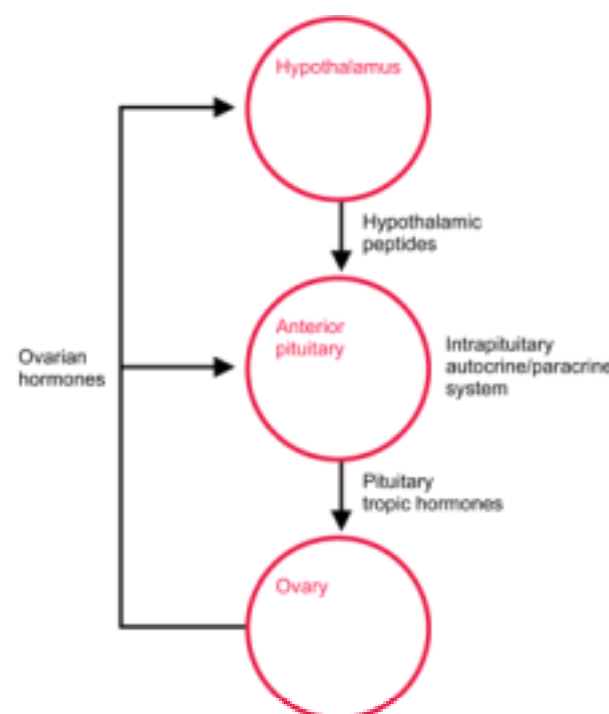 Hypothalamus
Hypothalamic
peptides
Anterior
pituitary
Intrapituitary
autocrine/paracrine
system
Ovarian
hormones
Pituitary
tropic hormones
Ovary